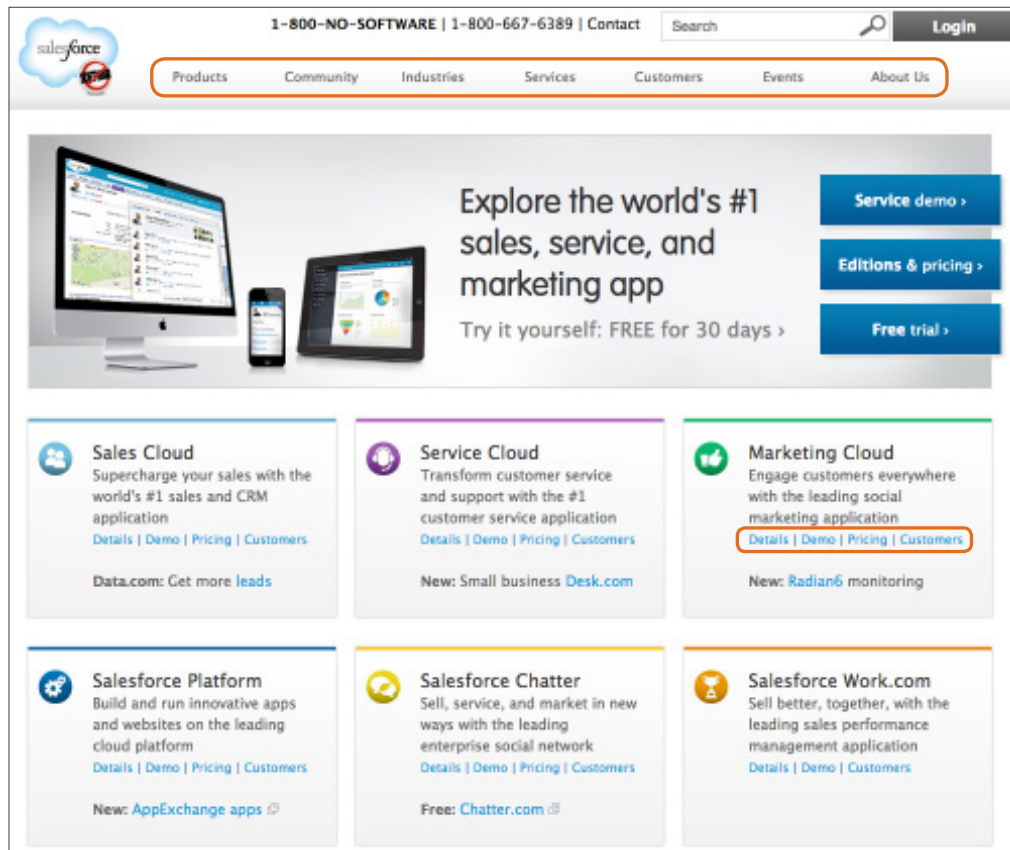 1-800-NO-SOFTWARE | 1-800-667-6389 | Contact
Search
Login
salesforce
Products Community Industries Services Customers Events About Us
Explore the world's #1
sales, service, and
marketing app
Try it yourself: FREE for 30 days ›
Service demo ›
Editions & pricing ›
Free trial ›
Sales Cloud
Supercharge your sales with the
world's #1 sales and CRM
application
Details | Demo | Pricing | Customers
Data.com: Get more leads
Service Cloud
Transform customer service
and support with the #1
customer service application
Details | Demo | Pricing | Customers
New: Small business Desk.com
Marketing Cloud
Engage customers everywhere
with the leading social
marketing application
Details | Demo | Pricing | Customers
New: Radian6 monitoring
Salesforce Platform
Build and run innovative apps
and websites on the leading
cloud platform
Details | Demo | Pricing | Customers
New: AppExchange apps
Salesforce Chatter
Sell, service, and market in new
ways with the leading
enterprise social network
Details | Demo | Pricing | Customers
Free: Chatter.com
Salesforce Work.com
Sell better, together, with the
leading sales performance
management application
Details | Demo | Customers